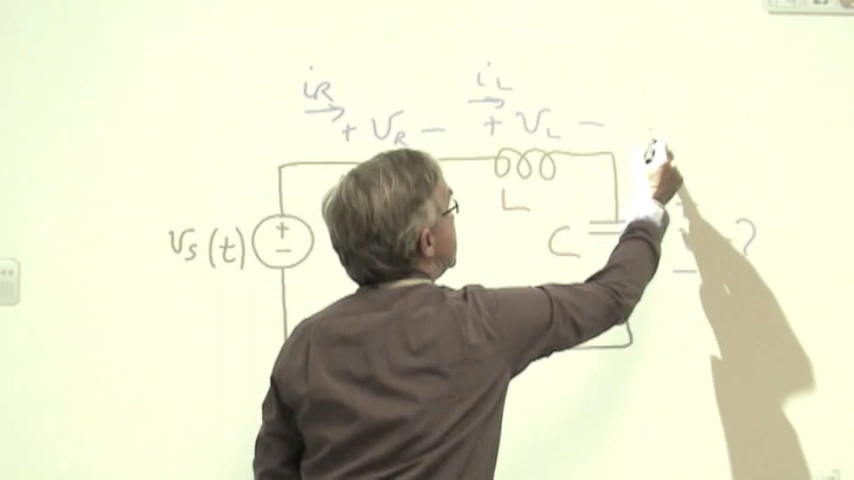 iR iL
+ VR − + VL −
L
+
vs(t) − C ?
−